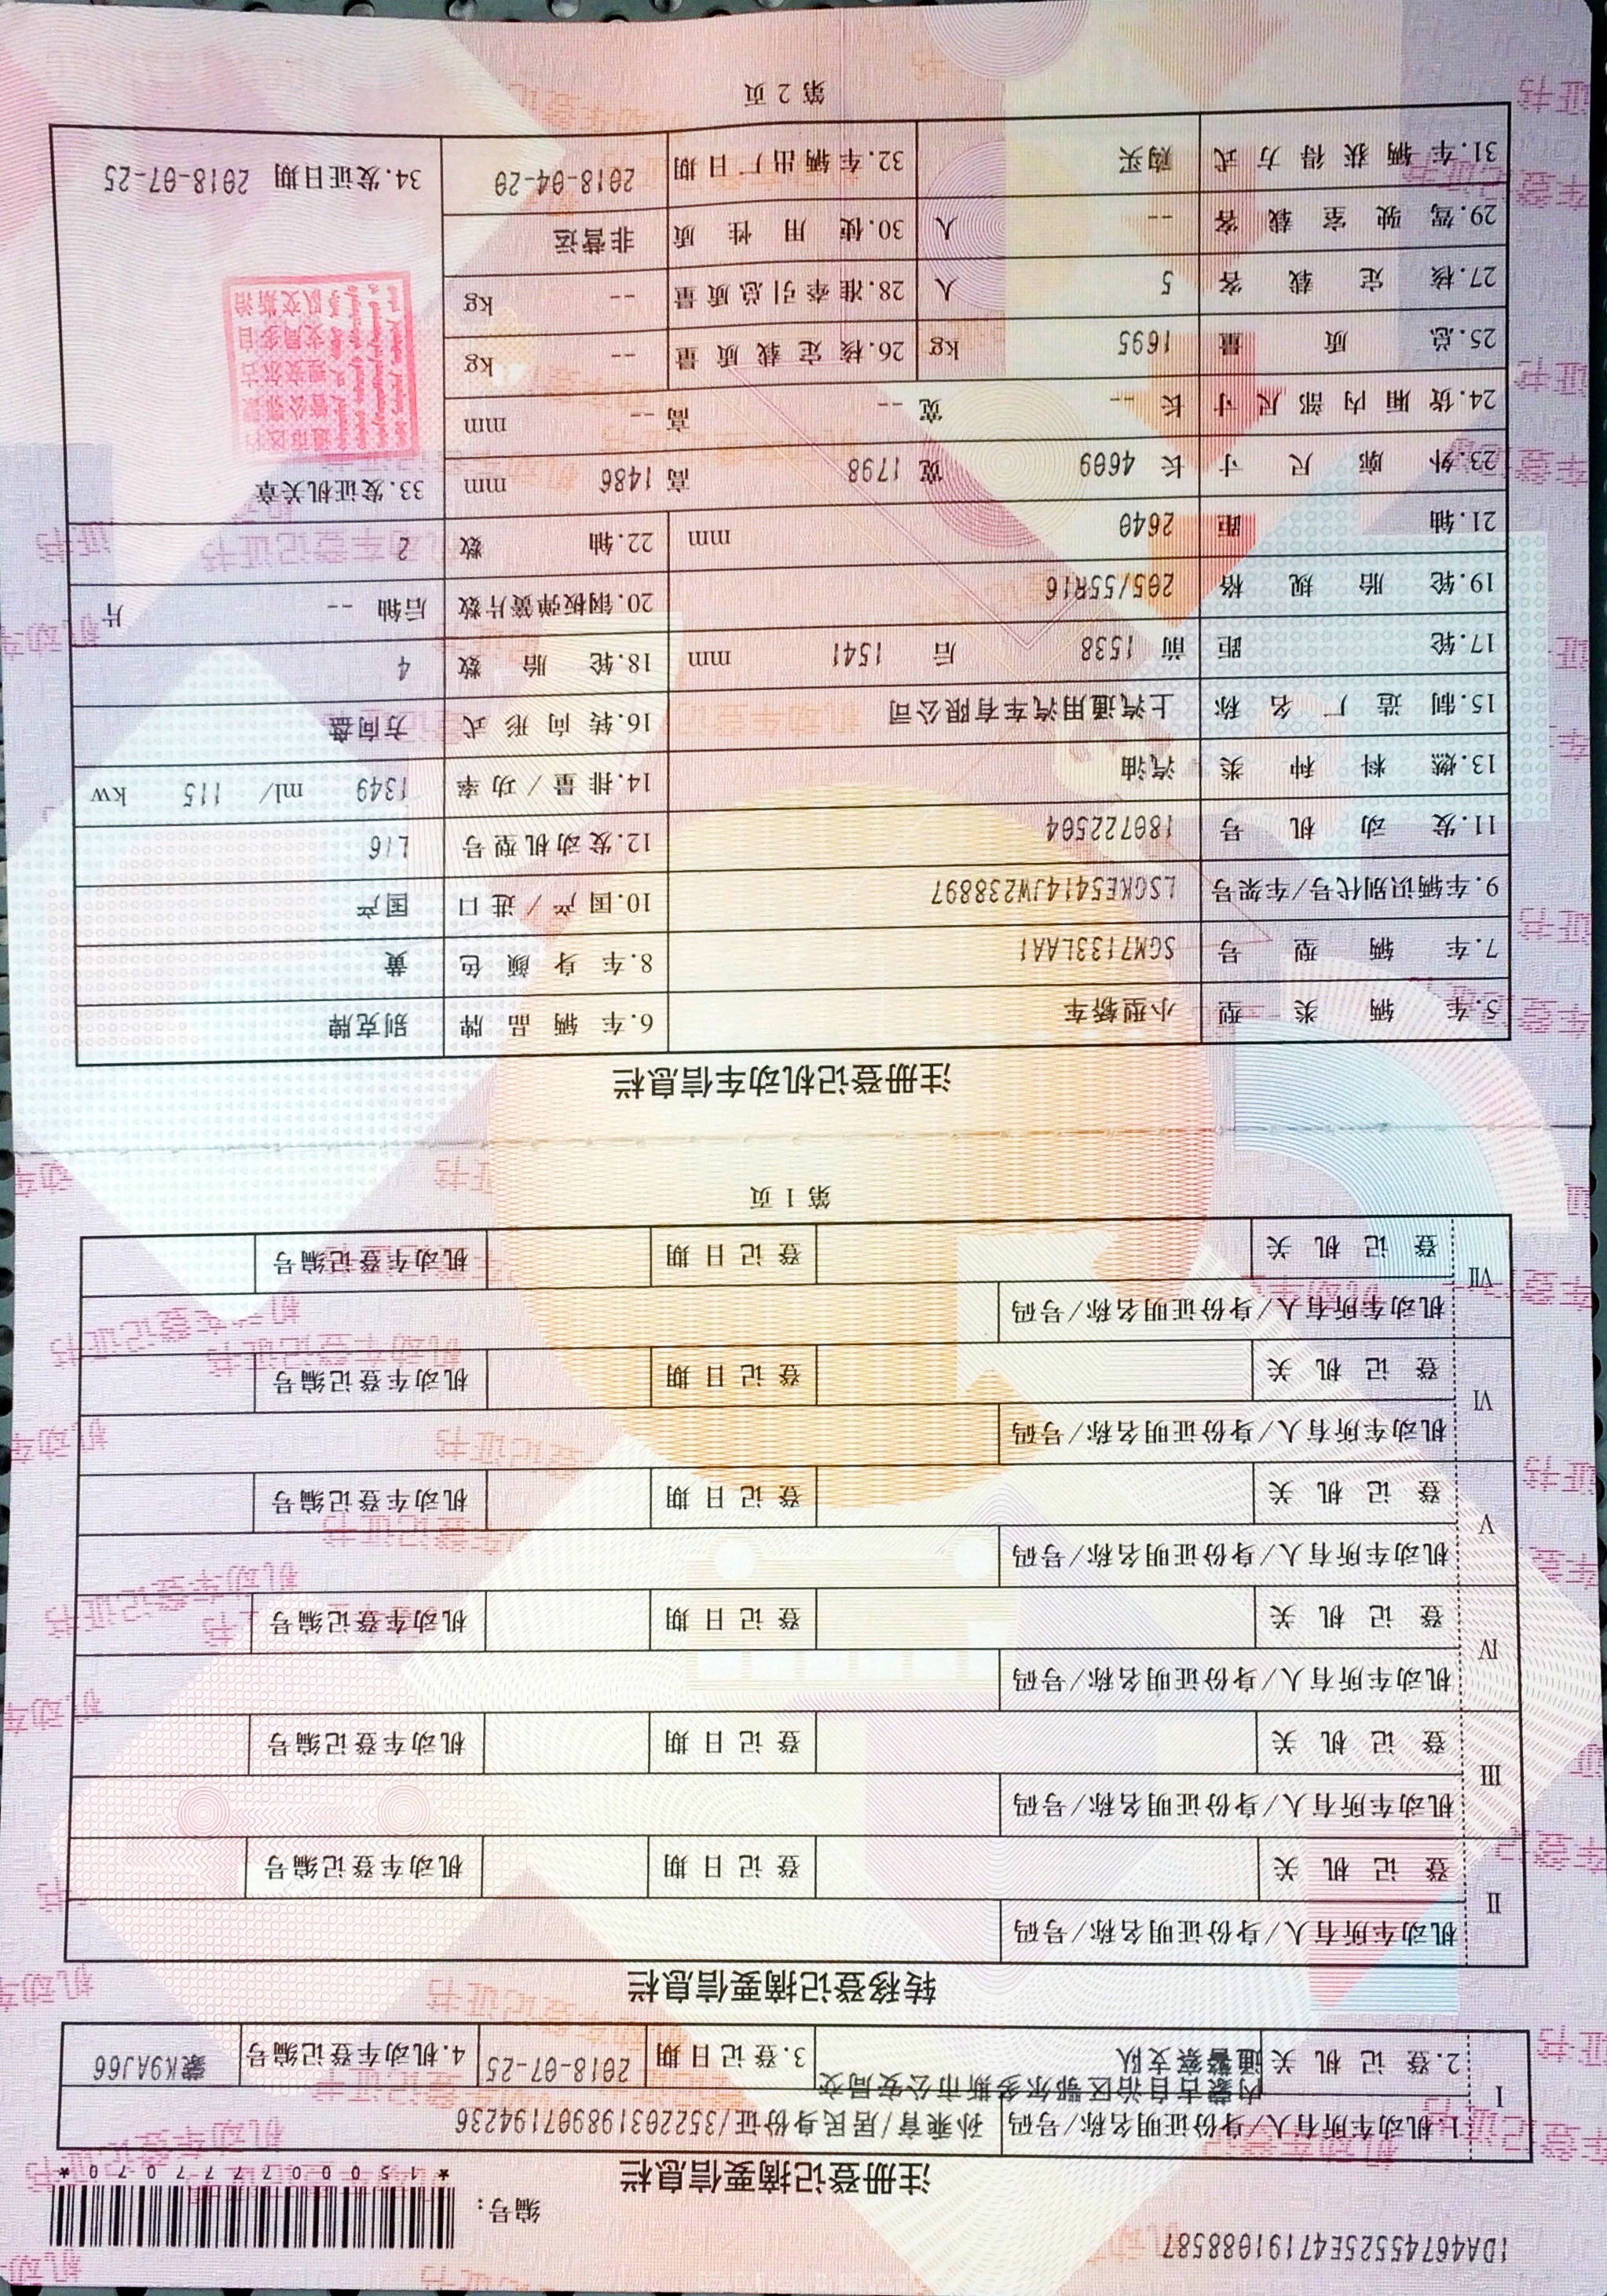 1DA46745525E4719108 8587
编号：
*150007777070*
注册登记摘要信息栏
I
1.机动车所有人/身份证明名称/号码 孙乘育/居民身份证/352203198907194236
2.登记机关 内蒙古自治区鄂尔多斯市公安局交通警察支队 3.登记日期 2018-07-25 4.机动车登记编号 蒙K9AJ66
转移登记摘要信息栏
II
机动车所有人/身份证明名称/号码
登记机关 登记日期 机动车登记编号
III
机动车所有人/身份证明名称/号码
登记机关 登记日期 机动车登记编号
IV
机动车所有人/身份证明名称/号码
登记机关 登记日期 机动车登记编号
V
机动车所有人/身份证明名称/号码
登记机关 登记日期 机动车登记编号
VI
机动车所有人/身份证明名称/号码
登记机关 登记日期 机动车登记编号
VII
机动车所有人/身份证明名称/号码
登记机关 登记日期 机动车登记编号
第1页
注册登记机动车信息栏
5.车辆类型 小型轿车 6.车辆品牌 别克牌
7.车辆型号 SGM7133LAA1 8.车身颜色 黄
9.车辆识别代号/车架号 LSGKE5414JW238897 10.国产/进口 国产
11.发动机号 180722504 12.发动机型号 LI6
13.燃料种类 汽油 14.排量/功率 1349 ml/ 115 kw
15.制造厂名称 上汽通用汽车有限公司 16.转向形式 方向盘
17.轮距 前 1538 后 1541 mm 18.轮胎数 4
19.轮胎规格 205/55R16 20.钢板弹簧片数 后轴 -- 片
21.轴距 2640 mm 22.轴数 2
23.外廓尺寸 长 4609 宽 1798 高 1486 mm 33.发证机关章
24.货厢内部尺寸 长 -- 宽 -- 高 -- mm
25.总质量 1695 kg 26.核定载质量 -- kg
27.核定载客 5 人 28.准牵引总质量 -- kg
29.驾驶室载客 -- 人 30.使用性质 非营运
31.车辆获得方式 购买 32.车辆出厂日期 2018-04-20 34.发证日期 2018-07-25
第2页